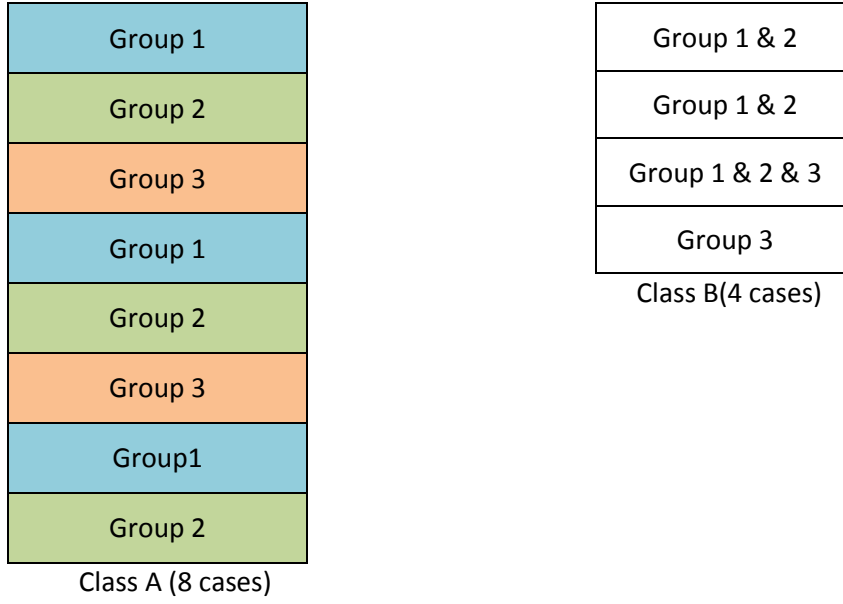 Group 1
Group 2
Group 3
Group 1
Group 2
Group 3
Group1
Group 2
Class A (8 cases)
Group 1 & 2
Group 1 & 2
Group 1 & 2 & 3
Group 3
Class B(4 cases)